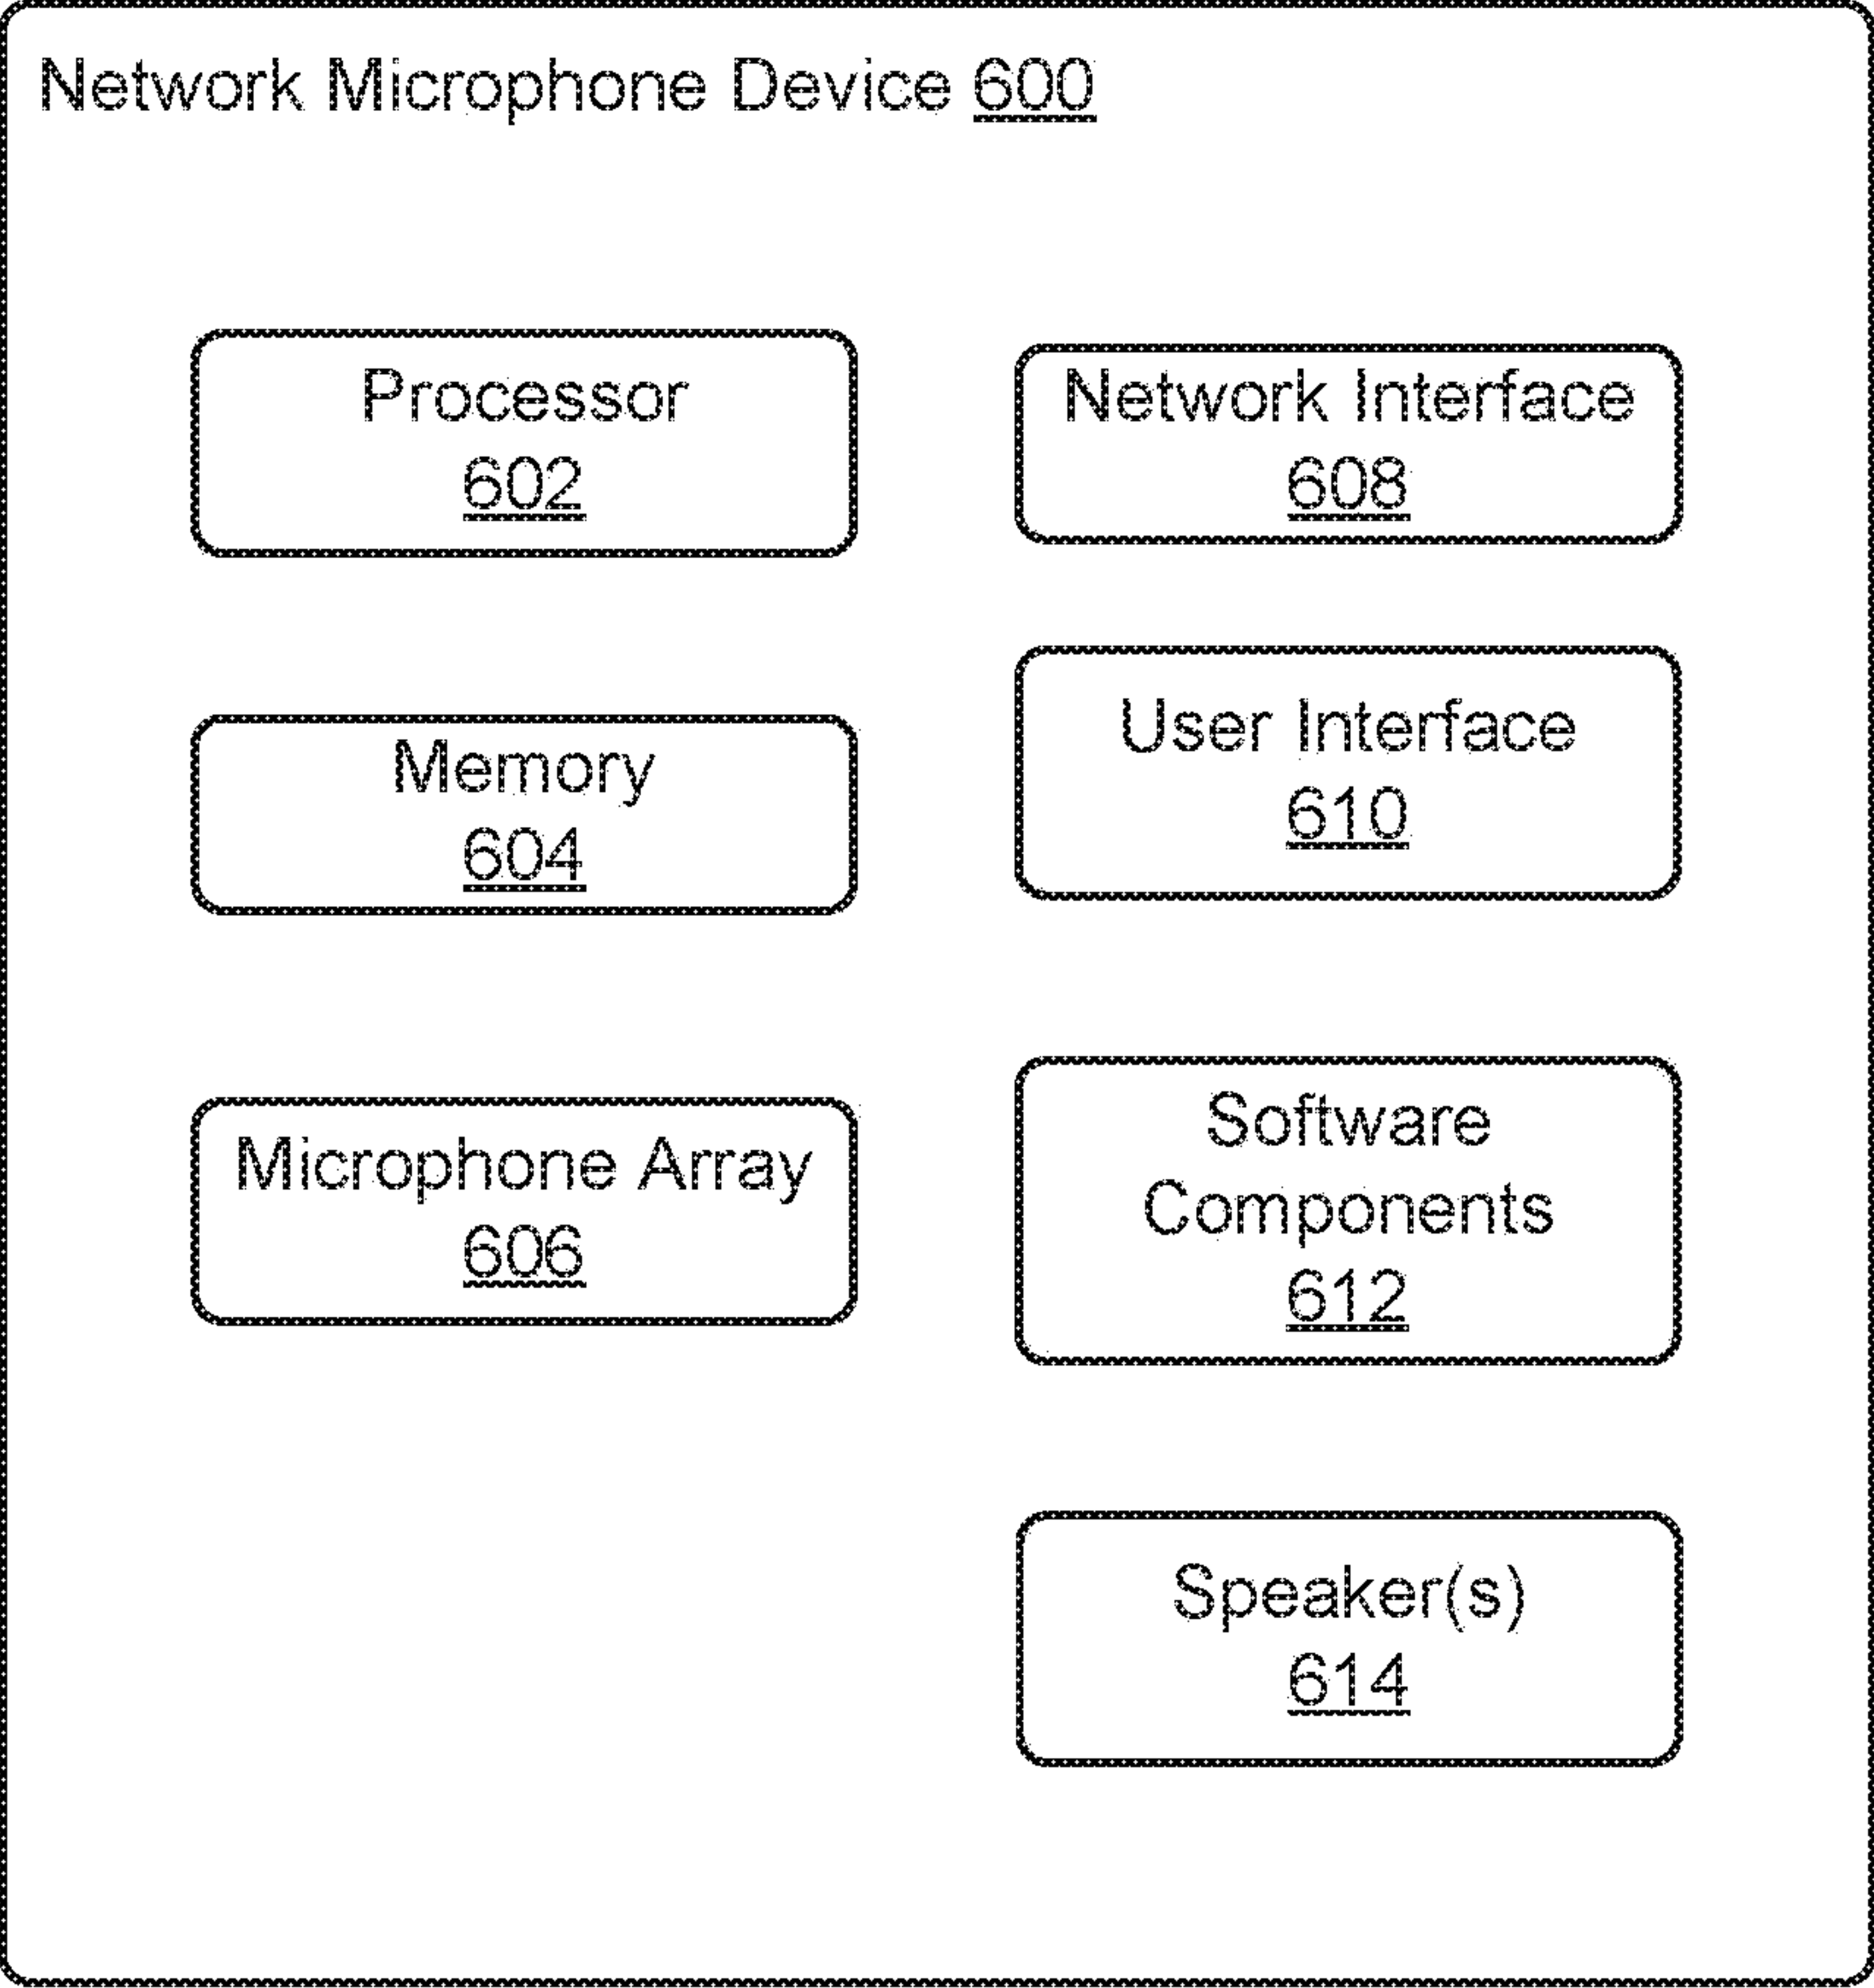 Network Microphone Device 600
Processor
602
Memory
604
Microphone Array
606
Network Interface
608
User Interface
610
Software
Components
612
Speaker(s)
614